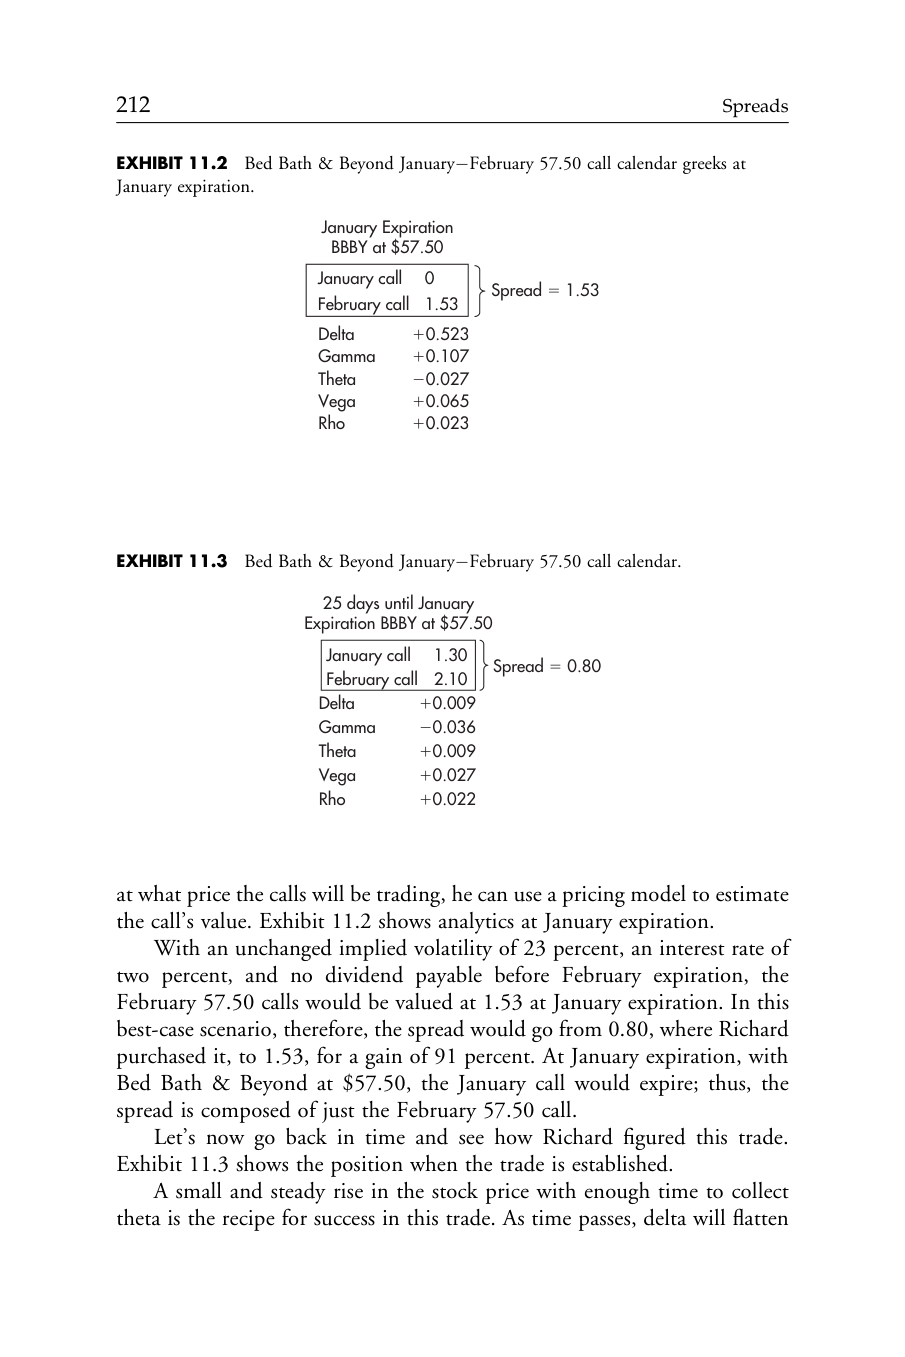 212 Spreads
EXHIBIT 11.2 Bed Bath & Beyond January–February 57.50 call calendar greeks at
January expiration.
January Expiration
BBBY at $57.50
January call 0
Spread = 1.53
February call 1.53
Delta +0.523
Gamma +0.107
Theta −0.027
Vega +0.065
Rho +0.023
EXHIBIT 11.3 Bed Bath & Beyond January–February 57.50 call calendar.
25 days until January
Expiration BBBY at $57.50
January call 1.30
Spread = 0.80
February call 2.10
Delta +0.009
Gamma −0.036
Theta +0.009
Vega +0.027
Rho +0.022
at what price the calls will be trading, he can use a pricing model to estimate
the call’s value. Exhibit 11.2 shows analytics at January expiration.
With an unchanged implied volatility of 23 percent, an interest rate of
two percent, and no dividend payable before February expiration, the
February 57.50 calls would be valued at 1.53 at January expiration. In this
best-case scenario, therefore, the spread would go from 0.80, where Richard
purchased it, to 1.53, for a gain of 91 percent. At January expiration, with
Bed Bath & Beyond at $57.50, the January call would expire; thus, the
spread is composed of just the February 57.50 call.
Let’s now go back in time and see how Richard figured this trade.
Exhibit 11.3 shows the position when the trade is established.
A small and steady rise in the stock price with enough time to collect
theta is the recipe for success in this trade. As time passes, delta will flatten